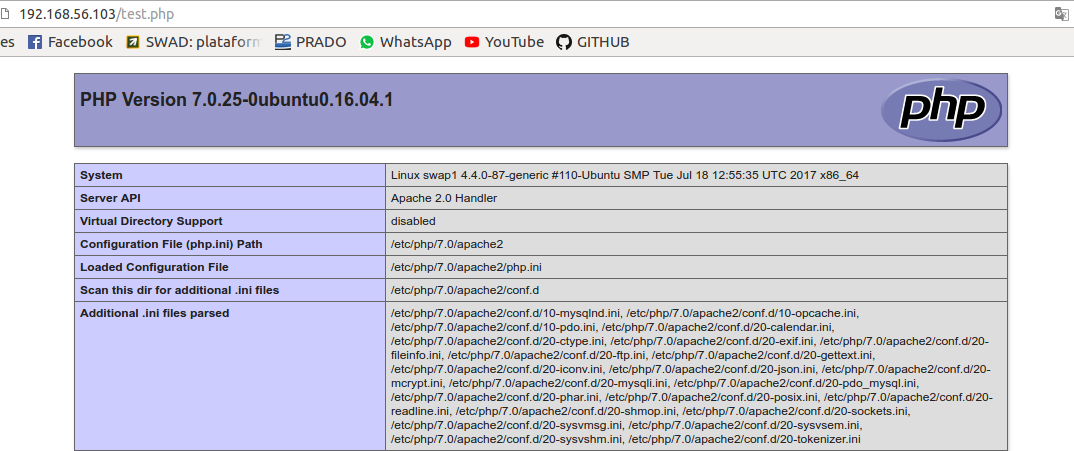 192.168.56.103/test.php
es Facebook SWAD: plataform PRADO WhatsApp YouTube GITHUB
PHP Version 7.0.25-0ubuntu0.16.04.1 php
System Linux swap1 4.4.0-87-generic #110-Ubuntu SMP Tue Jul 18 12:55:35 UTC 2017 x86_64
Server API Apache 2.0 Handler
Virtual Directory Support disabled
Configuration File (php.ini) Path /etc/php/7.0/apache2
Loaded Configuration File /etc/php/7.0/apache2/php.ini
Scan this dir for additional .ini files /etc/php/7.0/apache2/conf.d
Additional .ini files parsed /etc/php/7.0/apache2/conf.d/10-mysqlnd.ini, /etc/php/7.0/apache2/conf.d/10-opcache.ini,
/etc/php/7.0/apache2/conf.d/10-pdo.ini, /etc/php/7.0/apache2/conf.d/20-calendar.ini,
/etc/php/7.0/apache2/conf.d/20-ctype.ini, /etc/php/7.0/apache2/conf.d/20-exif.ini, /etc/php/7.0/apache2/conf.d/20-
fileinfo.ini, /etc/php/7.0/apache2/conf.d/20-ftp.ini, /etc/php/7.0/apache2/conf.d/20-gettext.ini,
/etc/php/7.0/apache2/conf.d/20-iconv.ini, /etc/php/7.0/apache2/conf.d/20-json.ini, /etc/php/7.0/apache2/conf.d/20-
mcrypt.ini, /etc/php/7.0/apache2/conf.d/20-mysqli.ini, /etc/php/7.0/apache2/conf.d/20-pdo_mysql.ini,
/etc/php/7.0/apache2/conf.d/20-phar.ini, /etc/php/7.0/apache2/conf.d/20-posix.ini, /etc/php/7.0/apache2/conf.d/20-
readline.ini, /etc/php/7.0/apache2/conf.d/20-shmop.ini, /etc/php/7.0/apache2/conf.d/20-sockets.ini,
/etc/php/7.0/apache2/conf.d/20-sysvmsg.ini, /etc/php/7.0/apache2/conf.d/20-sysvsem.ini,
/etc/php/7.0/apache2/conf.d/20-sysvshm.ini, /etc/php/7.0/apache2/conf.d/20-tokenizer.ini